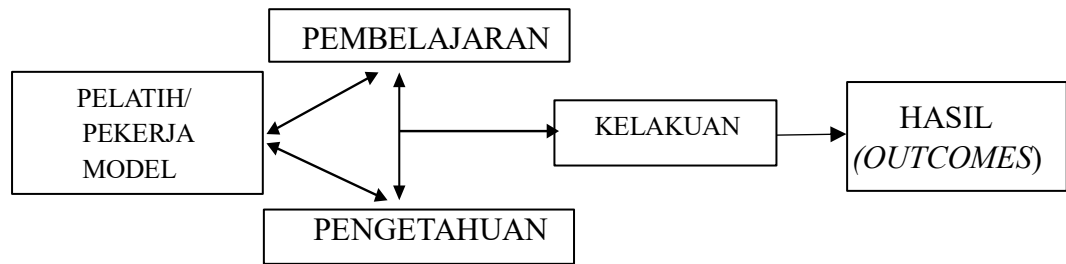 PEMBELAJARAN
PELATIH/
PEKERJA
MODEL
KELAKUAN
HASIL
(OUTCOMES)
PENGETAHUAN